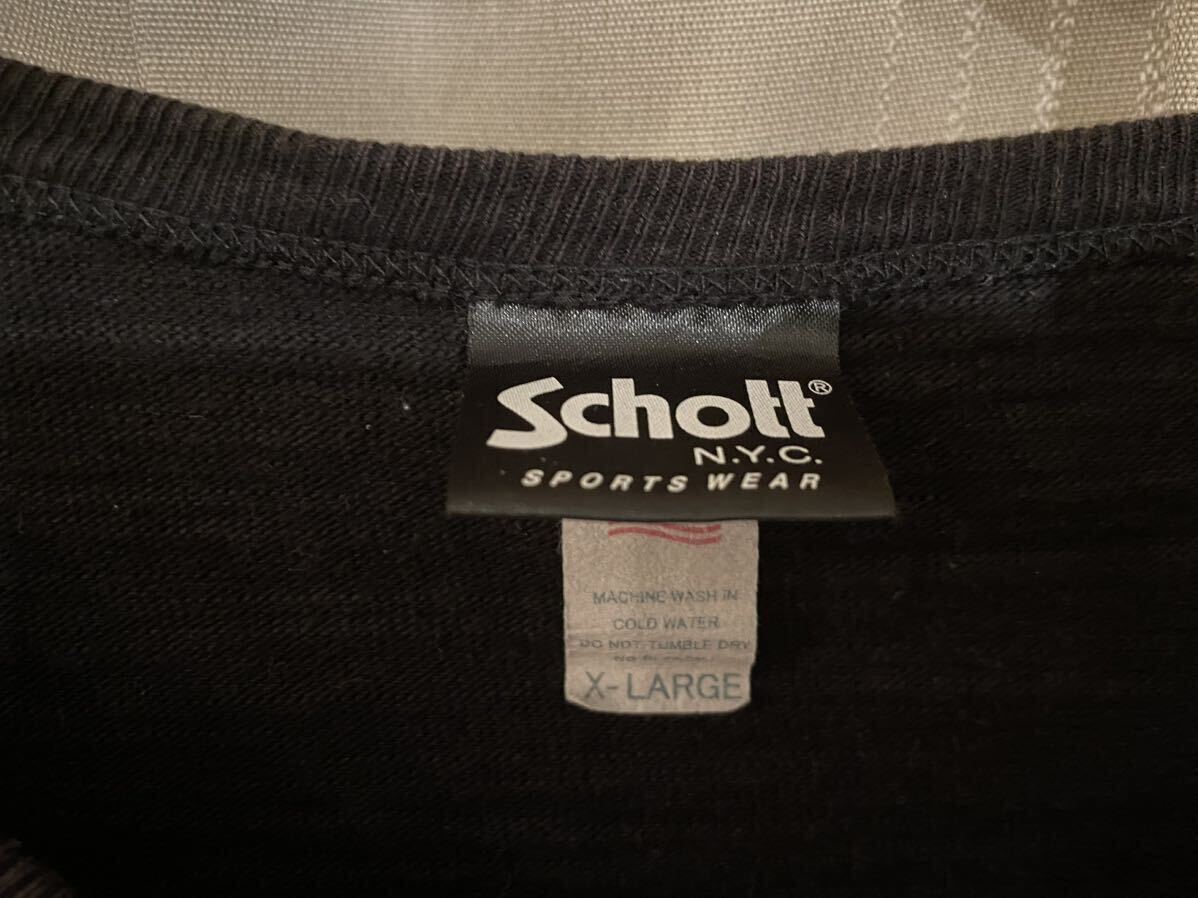 Schott®
N.Y.C.
SPORTS WEAR
MACHINE WASH IN
COLD WATER
DO NOT TUMBLE DRY
X-LARGE